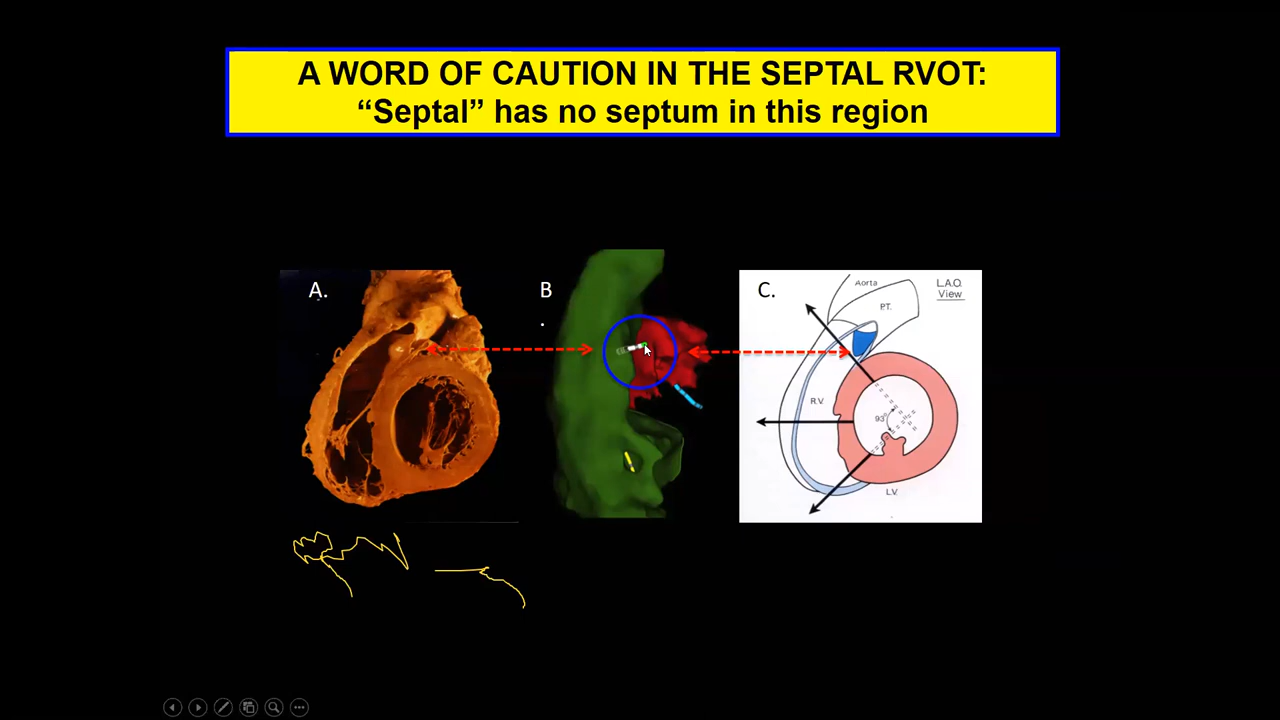 A WORD OF CAUTION IN THE SEPTAL RVOT:
“Septal” has no septum in this region
A.
B
.
C.
Aorta
P.T.
L.A.O.
View
R.V.
93°
L.V.